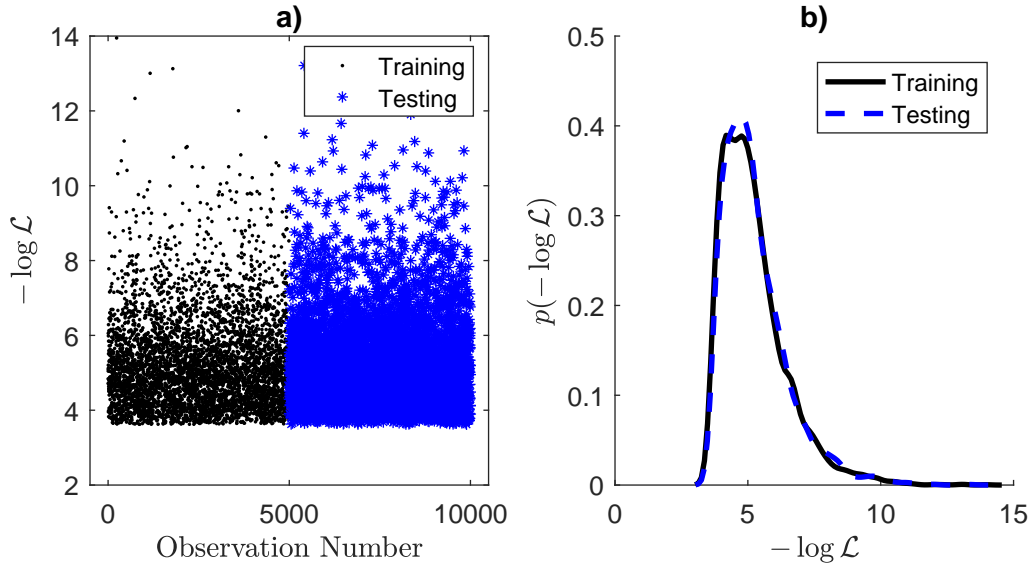 a)
14
12
10
8
6
4
2
− log ℒ
0
5000
10000
Observation Number
Training
Testing
b)
0.5
0.4
0.3
0.2
0.1
0
p(− log ℒ)
0
5
10
15
− log ℒ
Training
Testing